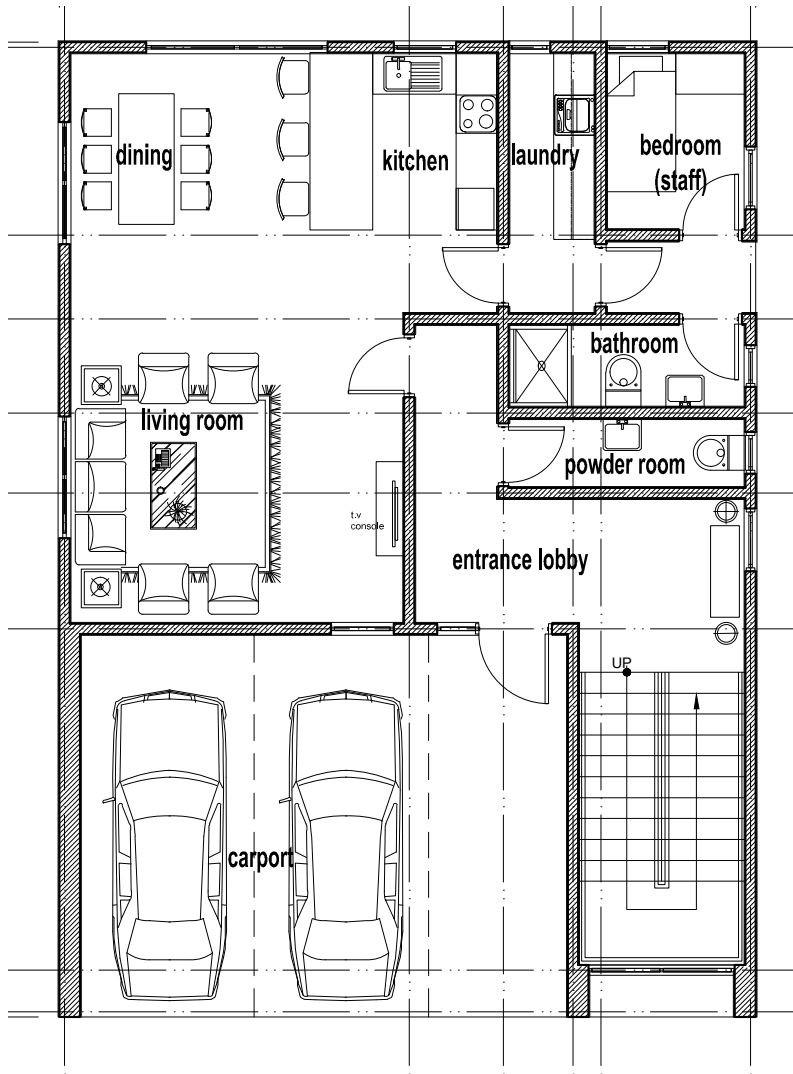 dining
kitchen
laundry
bedroom
(staff)
bathroom
living room
powder room
t.v
console
entrance lobby
UP
carport